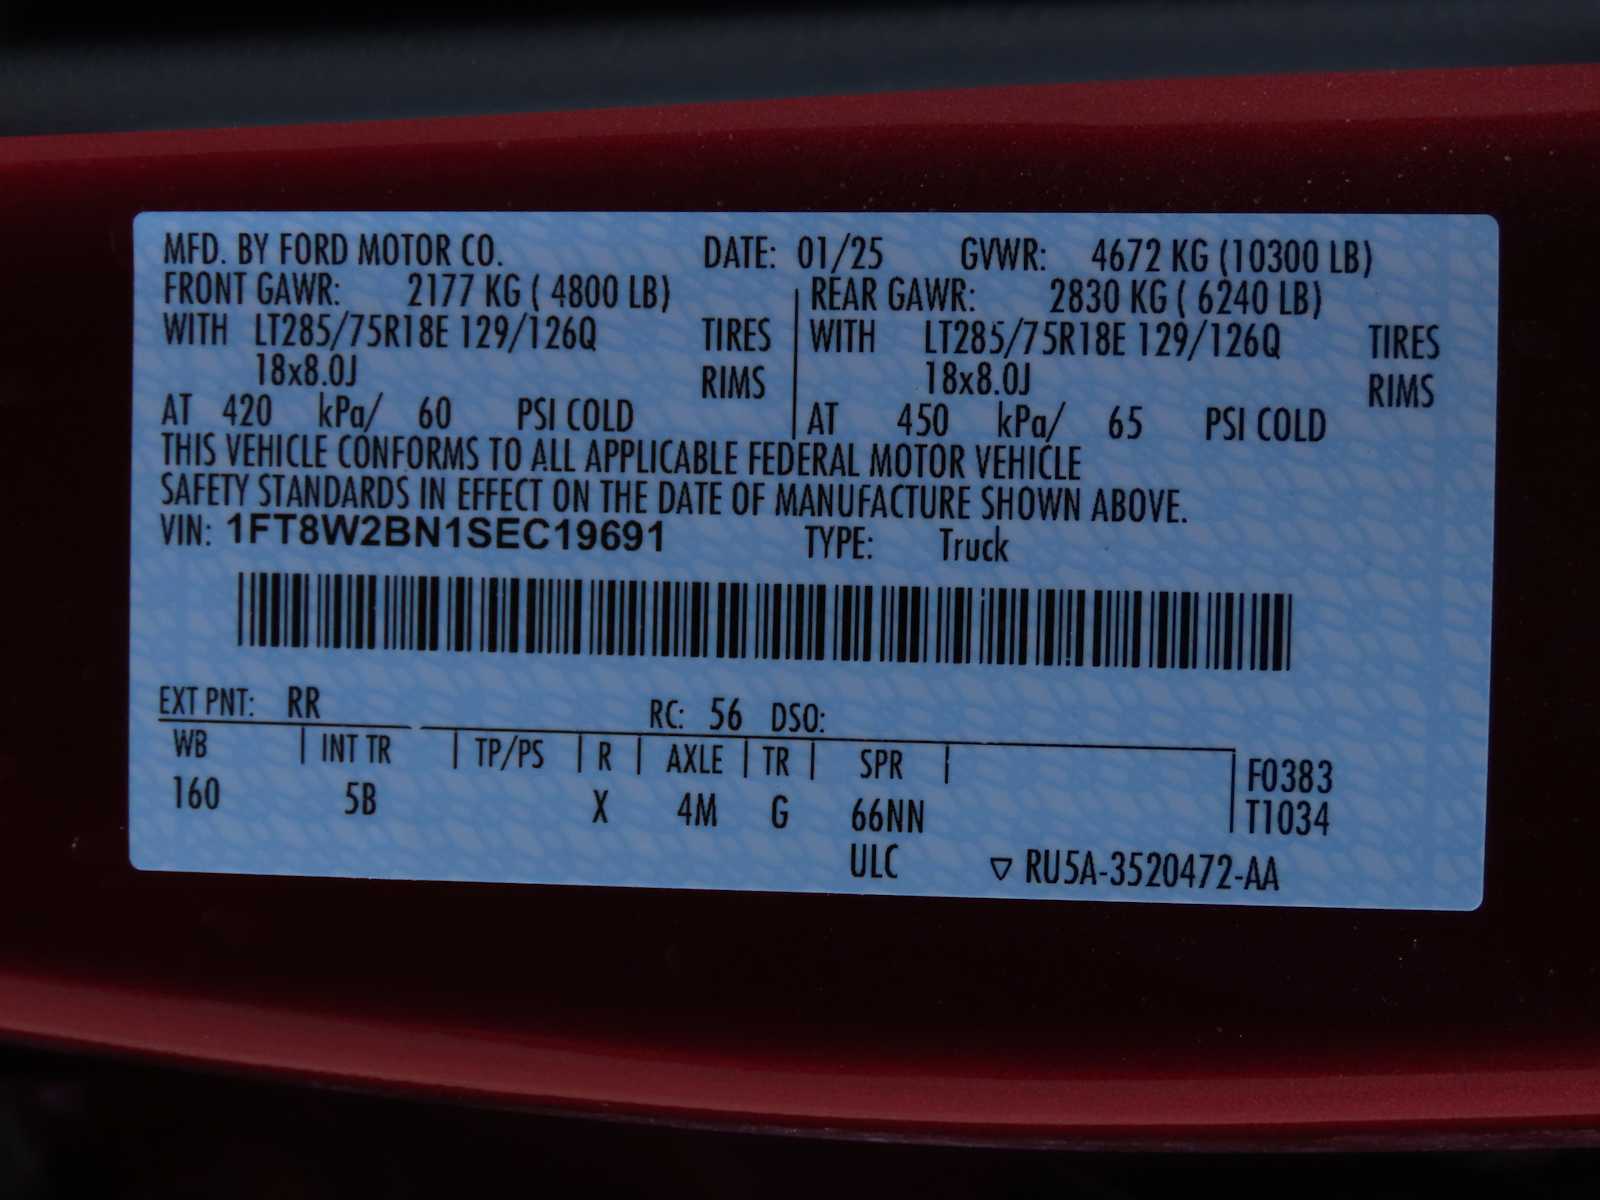 MFD. BY FORD MOTOR CO. DATE: 01/25 GVWR: 4672 KG (10300 LB)
FRONT GAWR: 2177 KG ( 4800 LB) REAR GAWR: 2830 KG ( 6240 LB)
WITH LT285/75R18E 129/126Q TIRES WITH LT285/75R18E 129/126Q TIRES
18x8.0J RIMS 18x8.0J RIMS
AT 420 kPa/ 60 PSI COLD AT 450 kPa/ 65 PSI COLD
THIS VEHICLE CONFORMS TO ALL APPLICABLE FEDERAL MOTOR VEHICLE
SAFETY STANDARDS IN EFFECT ON THE DATE OF MANUFACTURE SHOWN ABOVE.
VIN: 1FT8W2BN1SEC19691 TYPE: Truck
EXT PNT: RR RC: 56 DSO:
WB INT TR TP/PS R AXLE TR SPR F0383
160 5B X 4M G 66NN T1034
ULC ▽ RU5A-3520472-AA